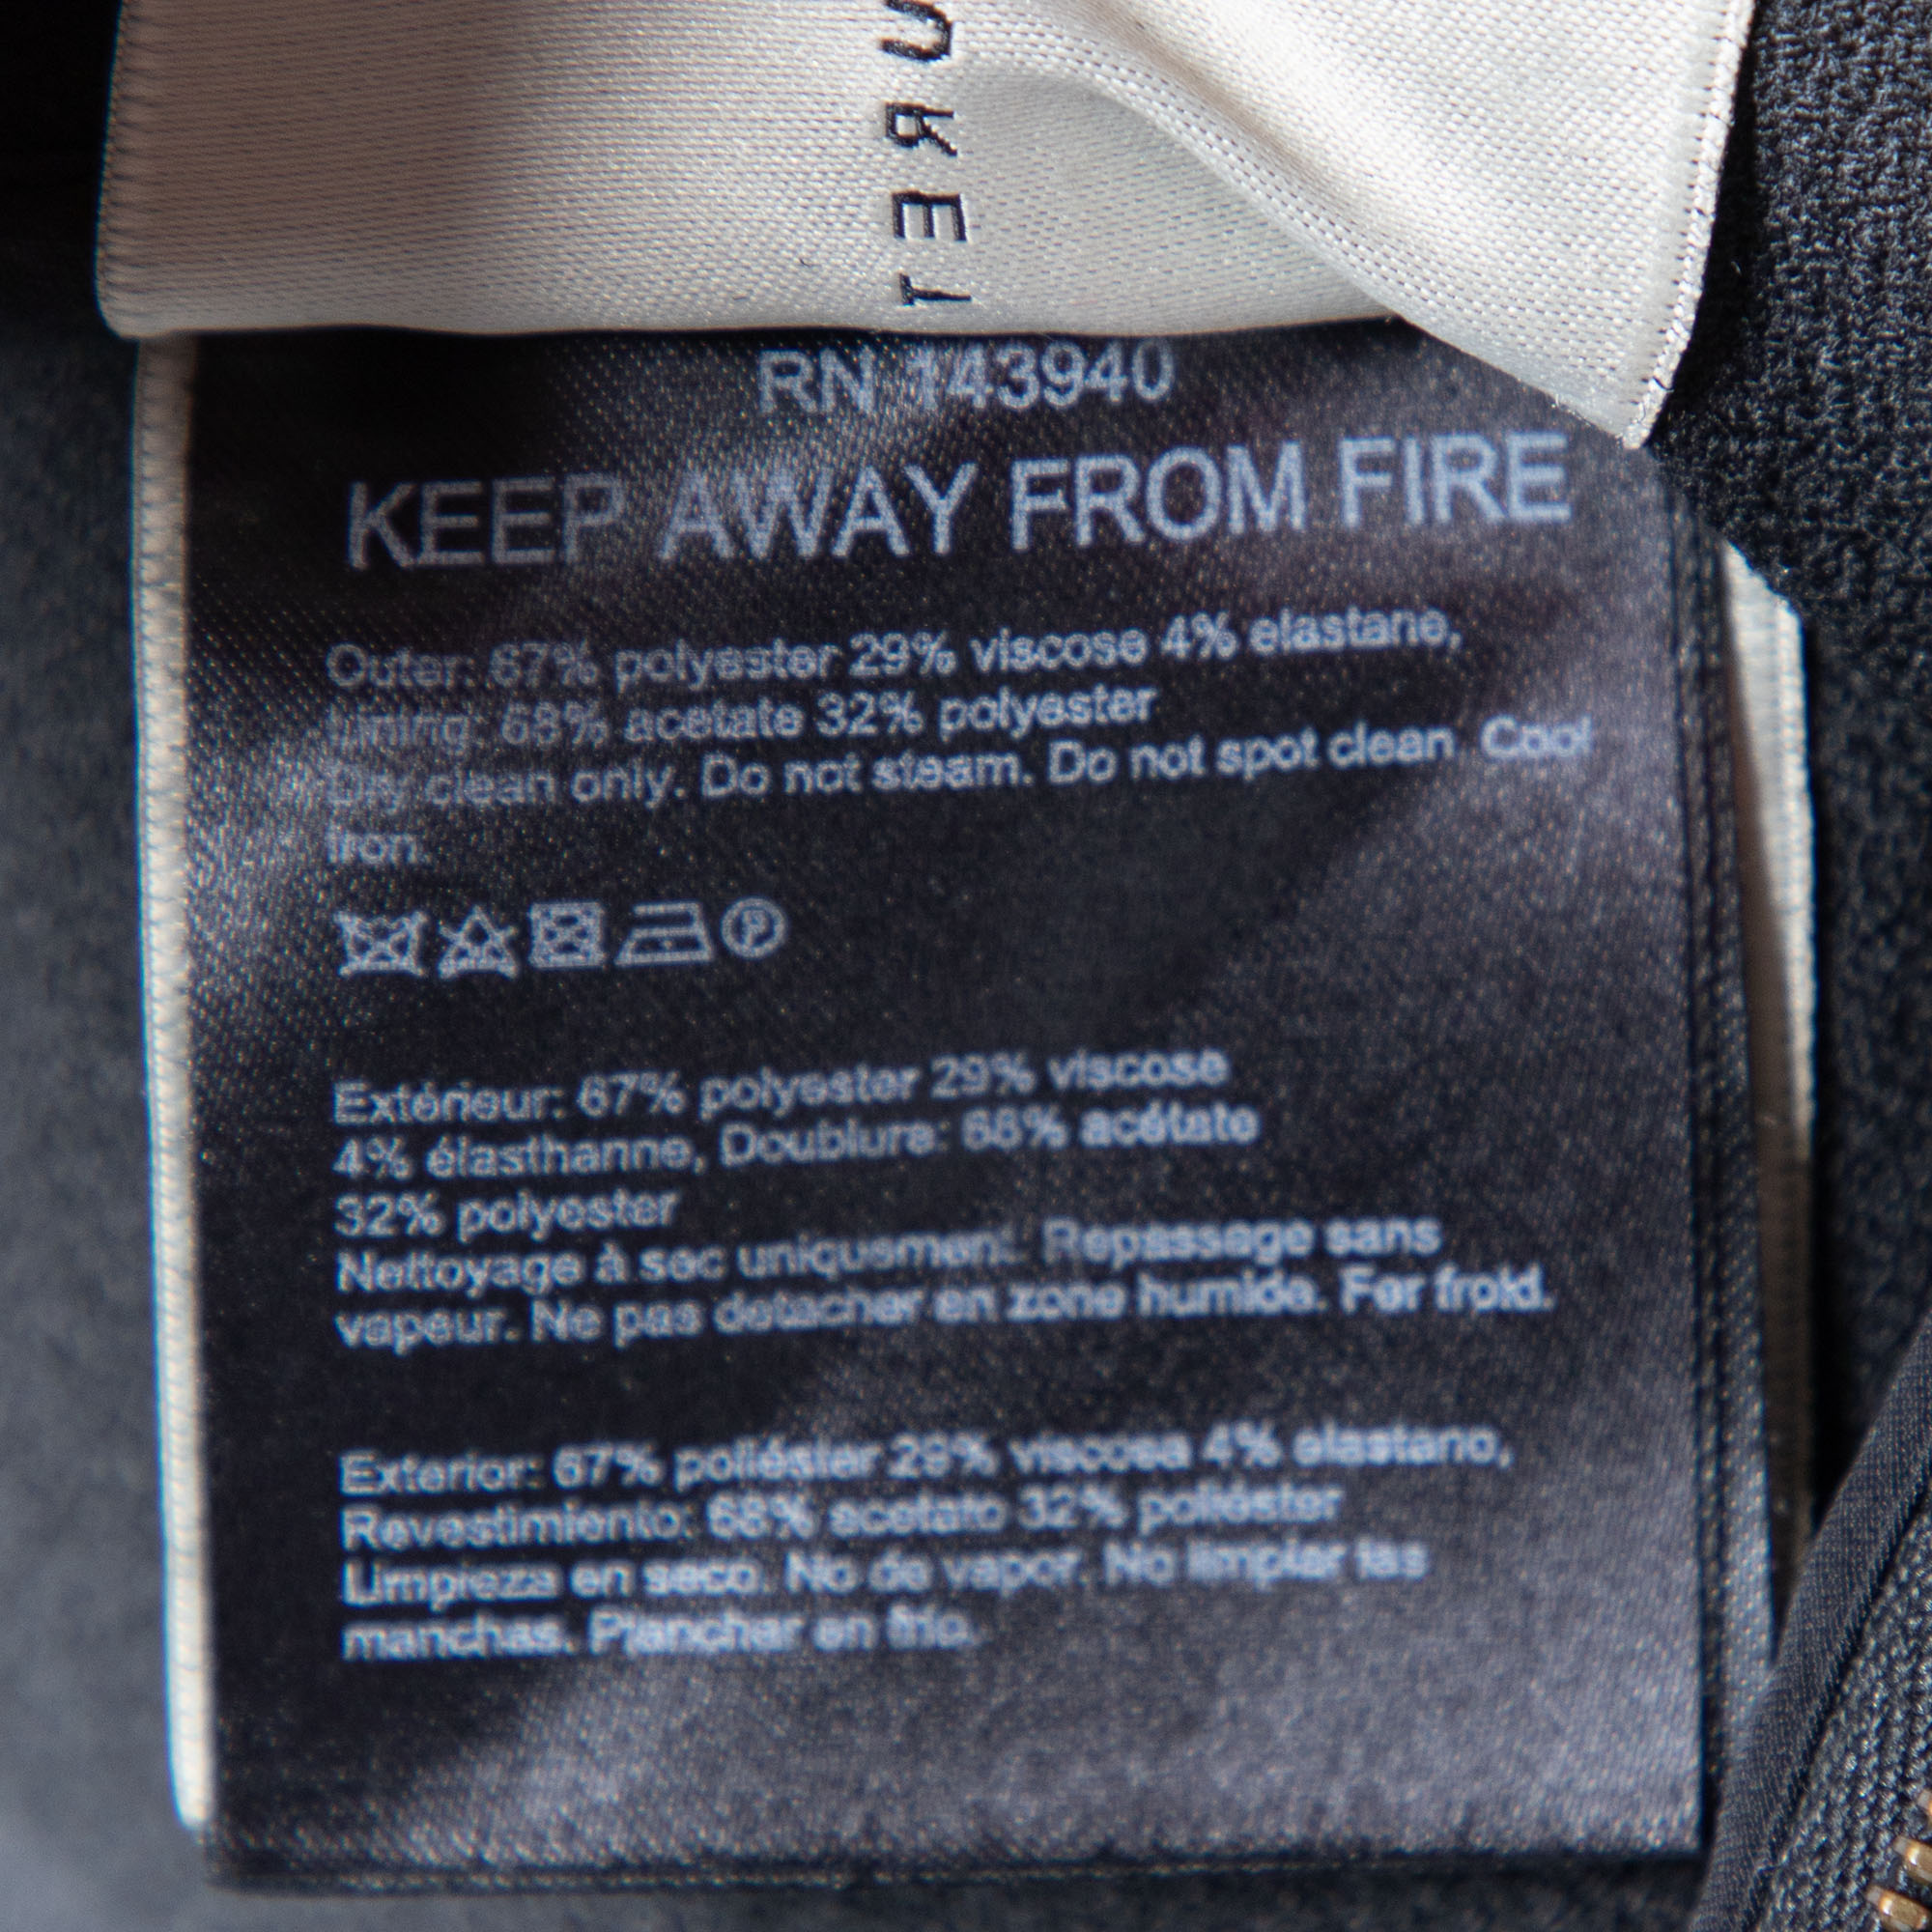 URET
RN 143940
KEEP AWAY FROM FIRE
Outer: 67% polyester 29% viscose 4% elastane,
Lining: 68% acetate 32% polyester
Dry clean only. Do not steam. Do not spot clean. Cool
Iron.
P
Extérieur: 67% polyester 29% viscose
4% élasthanne, Doublure: 68% acétate
32% polyester
Nettoyage à sec uniquement. Repassage sans
vapeur. Ne pas detacher en zone humide. Fer froid.
Exterior: 67% poliéster 29% viscosa 4% elastano,
Revestimiento: 68% acetato 32% poliéster
Limpieza en seco. No de vapor. No limpiar las
manchas. Planchar en frio.